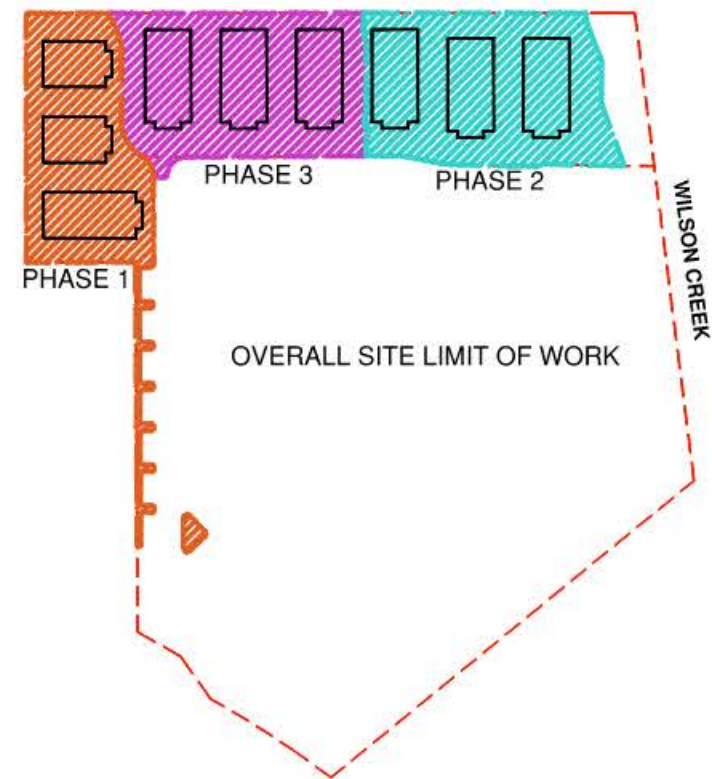 PHASE 3
PHASE 2
WILSON CREEK
PHASE 1
OVERALL SITE LIMIT OF WORK